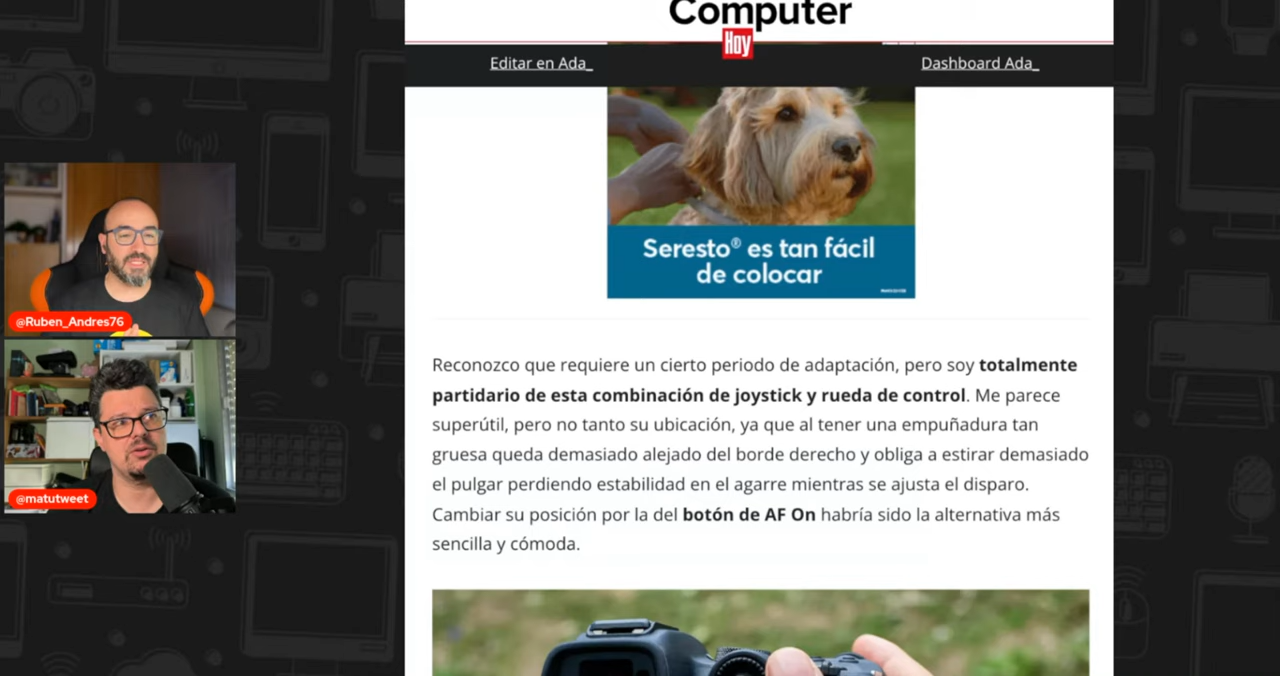 Computer
Hoy
Editar en Ada_
Dashboard Ada_
Seresto® es tan fácil
de colocar
@Ruben_Andres76
@matutweet
Reconozco que requiere un cierto periodo de adaptación, pero soy totalmente
partidario de esta combinación de joystick y rueda de control. Me parece
superútil, pero no tanto su ubicación, ya que al tener una empuñadura tan
gruesa queda demasiado alejado del borde derecho y obliga a estirar demasiado
el pulgar perdiendo estabilidad en el agarre mientras se ajusta el disparo.
Cambiar su posición por la del botón de AF On habría sido la alternativa más
sencilla y cómoda.